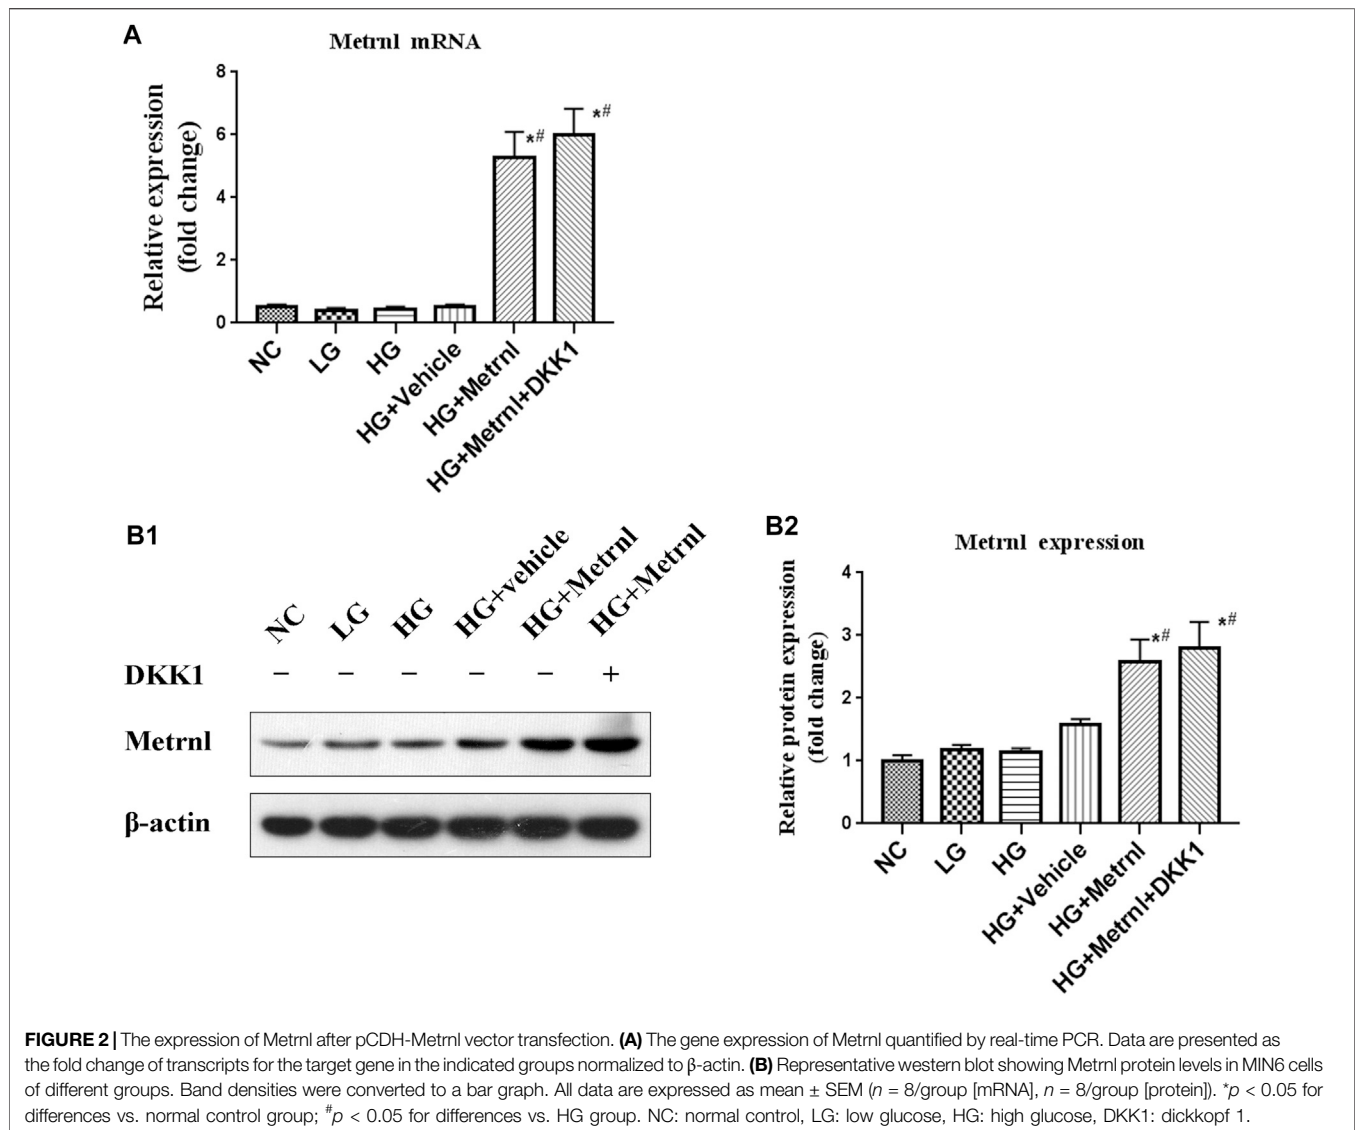 A
Metrnl mRNA
Relative expression
(fold change)
8
6
4
2
0
*#
*#
NC
LG
HG
HG+Vehicle
HG+Metrnl
HG+Metrnl+DKK1
B1
NC
LG
HG
HG+vehicle
HG+Metrnl
HG+Metrnl
DKK1 − − − − − +
Metrnl
β-actin
B2
Metrnl expression
Relative protein expression
(fold change)
4
3
2
1
0
*#
*#
NC
LG
HG
HG+Vehicle
HG+Metrnl
HG+Metrnl+DKK1
FIGURE 2 | The expression of Metrnl after pCDH-Metrnl vector transfection. (A) The gene expression of Metrnl quantified by real-time PCR. Data are presented as
the fold change of transcripts for the target gene in the indicated groups normalized to β-actin. (B) Representative western blot showing Metrnl protein levels in MIN6 cells
of different groups. Band densities were converted to a bar graph. All data are expressed as mean ± SEM (n = 8/group [mRNA], n = 8/group [protein]). *p < 0.05 for
differences vs. normal control group; #p < 0.05 for differences vs. HG group. NC: normal control, LG: low glucose, HG: high glucose, DKK1: dickkopf 1.